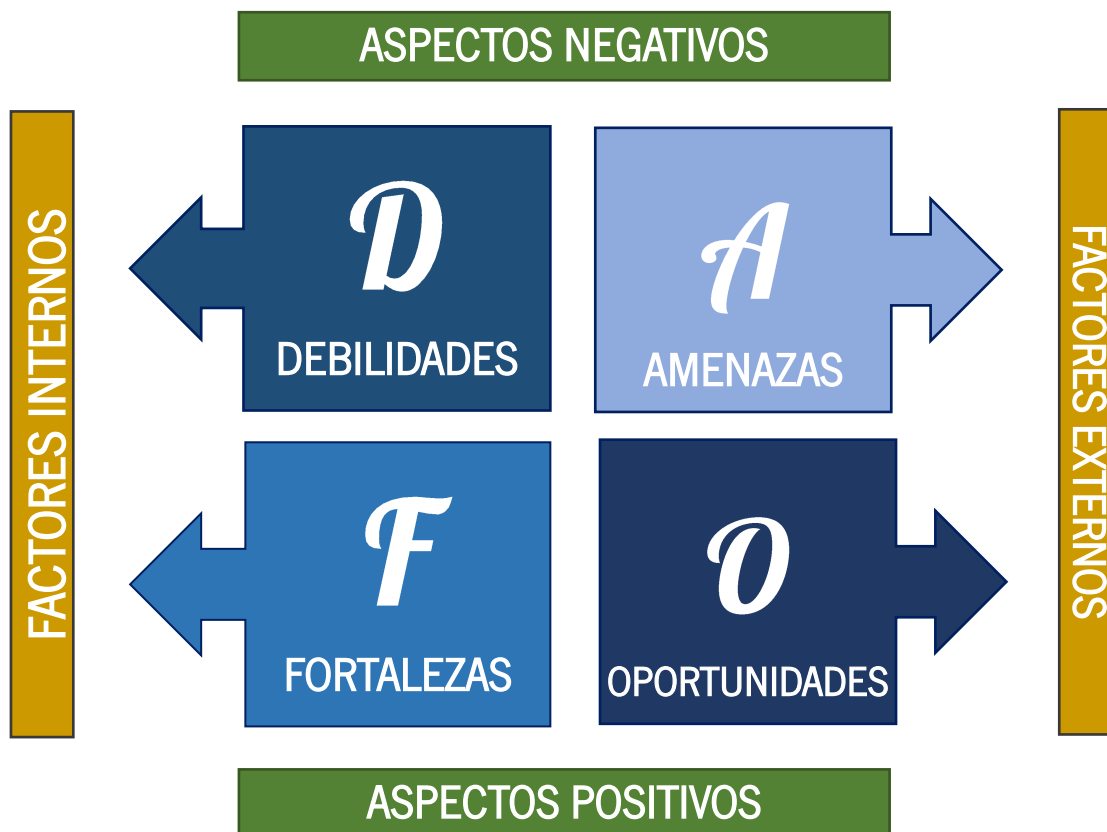 ASPECTOS NEGATIVOS
FACTORES INTERNOS
D
DEBILIDADES
A
AMENAZAS
FACTORES EXTERNOS
F
FORTALEZAS
O
OPORTUNIDADES
ASPECTOS POSITIVOS